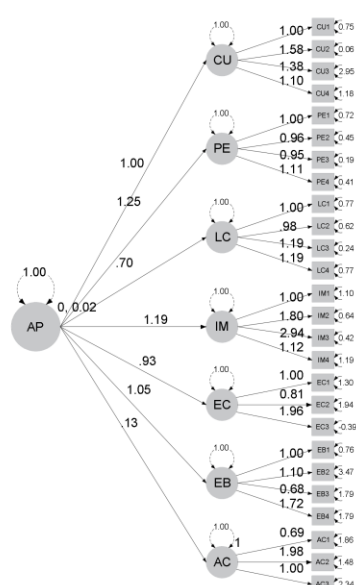 1.00
CU
1.00 CU1 0.75
1.58 CU2 0.06
1.38 CU3 2.95
1.10 CU4 1.18
1.00
PE
1.00 PE1 0.72
0.96 PE2 0.45
0.95 PE3 0.19
1.11 PE4 0.41
1.00
LC
1.00 LC1 0.77
.98 LC2 0.62
1.19 LC3 0.24
1.19 LC4 0.77
1.00
IM
1.00 IM1 1.10
1.80 IM2 0.64
2.94 IM3 0.42
1.12 IM4 1.19
1.00
EC
1.00 EC1 1.30
0.81 EC2 1.94
1.96 EC3 -0.39
1.00
EB
1.00 EB1 0.76
1.10 EB2 3.47
0.68 EB3 1.79
1.72 EB4 1.79
1.00
AC
1
0.69 AC1 1.86
1.98 AC2 1.48
1.00 AC3 2.34
1.00
AP
0, 0.02
1.00
1.25
.70
1.19
.93
1.05
.13